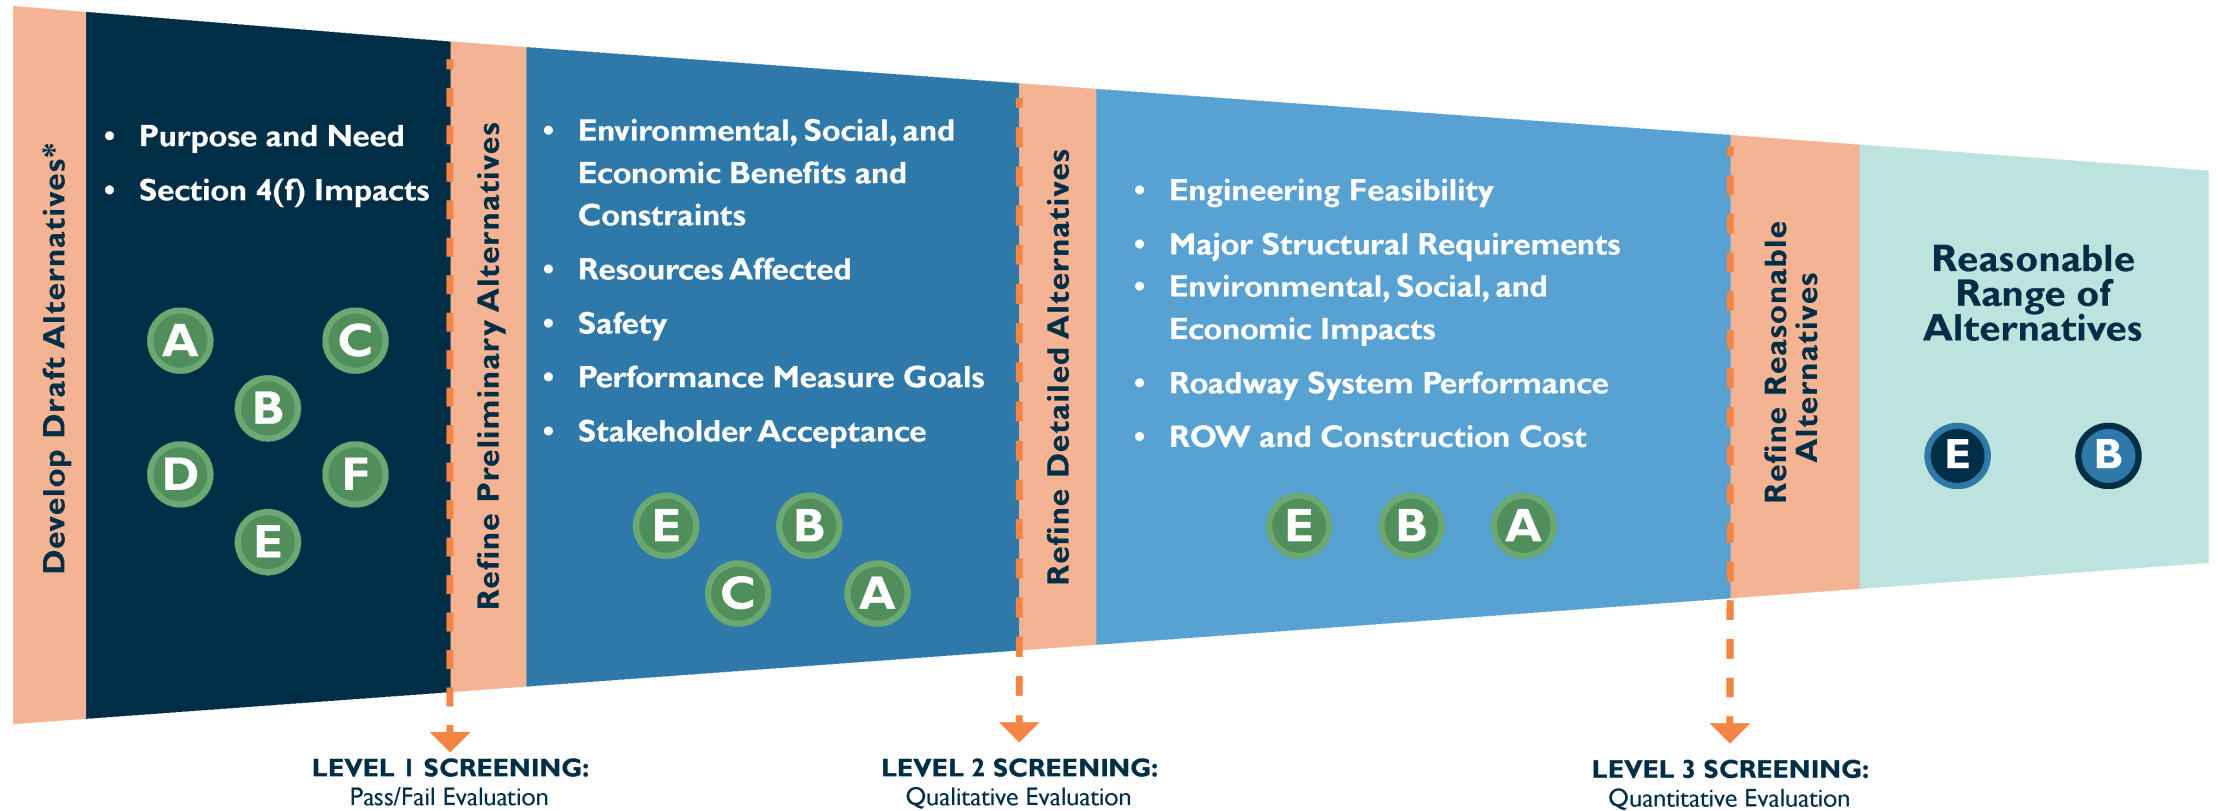 Develop Draft Alternatives*
• Purpose and Need
• Section 4(f) Impacts
A
C
B
D
F
E
Refine Preliminary Alternatives
• Environmental, Social, and
Economic Benefits and
Constraints
• Resources Affected
• Safety
• Performance Measure Goals
• Stakeholder Acceptance
E
B
C
A
Refine Detailed Alternatives
• Engineering Feasibility
• Major Structural Requirements
• Environmental, Social, and
Economic Impacts
• Roadway System Performance
• ROW and Construction Cost
E
B
A
Refine Reasonable
Alternatives
Reasonable
Range of
Alternatives
E
B
LEVEL 1 SCREENING:
Pass/Fail Evaluation
LEVEL 2 SCREENING:
Qualitative Evaluation
LEVEL 3 SCREENING:
Quantitative Evaluation